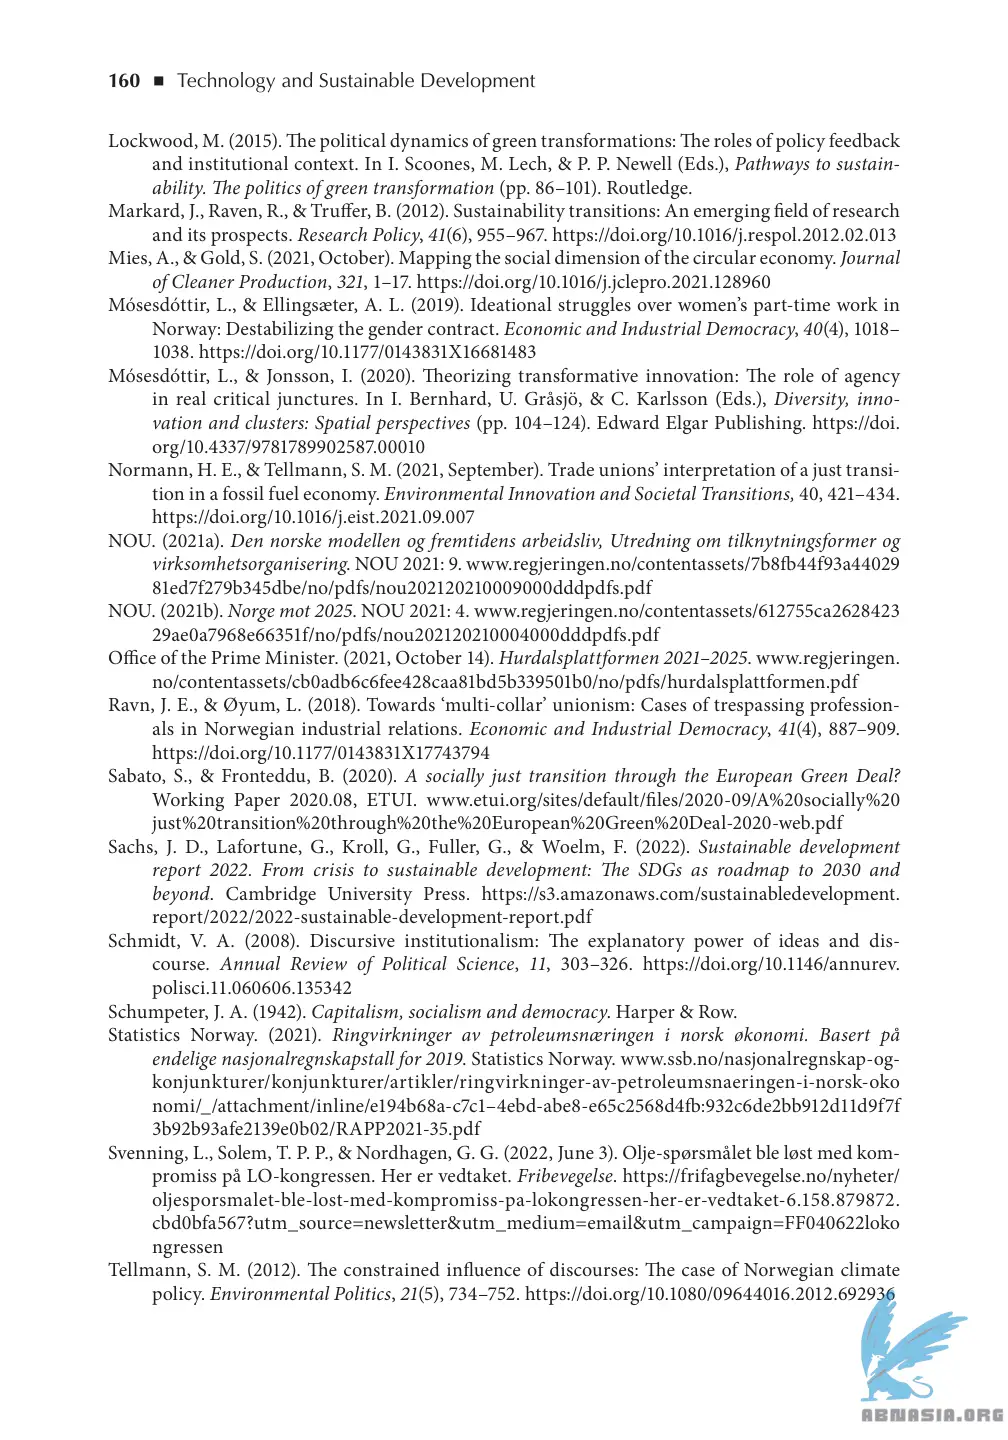 160 ■ Technology and Sustainable Development
Lockwood, M. (2015). The political dynamics of green transformations: The roles of policy feedback
and institutional context. In I. Scoones, M. Lech, & P. P. Newell (Eds.), Pathways to sustain-
ability. The politics of green transformation (pp. 86–101). Routledge.
Markard, J., Raven, R., & Truffer, B. (2012). Sustainability transitions: An emerging field of research
and its prospects. Research Policy, 41(6), 955–967. https://doi.org/10.1016/j.respol.2012.02.013
Mies, A., & Gold, S. (2021, October). Mapping the social dimension of the circular economy. Journal
of Cleaner Production, 321, 1–17. https://doi.org/10.1016/j.jclepro.2021.128960
Mósesdóttir, L., & Ellingsæter, A. L. (2019). Ideational struggles over women’s part-time work in
Norway: Destabilizing the gender contract. Economic and Industrial Democracy, 40(4), 1018–
1038. https://doi.org/10.1177/0143831X16681483
Mósesdóttir, L., & Jonsson, I. (2020). Theorizing transformative innovation: The role of agency
in real critical junctures. In I. Bernhard, U. Gråsjö, & C. Karlsson (Eds.), Diversity, inno-
vation and clusters: Spatial perspectives (pp. 104–124). Edward Elgar Publishing. https://doi.
org/10.4337/9781789902587.00010
Normann, H. E., & Tellmann, S. M. (2021, September). Trade unions’ interpretation of a just transi-
tion in a fossil fuel economy. Environmental Innovation and Societal Transitions, 40, 421–434.
https://doi.org/10.1016/j.eist.2021.09.007
NOU. (2021a). Den norske modellen og fremtidens arbeidsliv, Utredning om tilknytningsformer og
virksomhetsorganisering. NOU 2021: 9. www.regjeringen.no/contentassets/7b8fb44f93a44029
81ed7f279b345dbe/no/pdfs/nou202120210009000dddpdfs.pdf
NOU. (2021b). Norge mot 2025. NOU 2021: 4. www.regjeringen.no/contentassets/612755ca2628423
29ae0a7968e66351f/no/pdfs/nou202120210004000dddpdfs.pdf
Office of the Prime Minister. (2021, October 14). Hurdalsplattformen 2021–2025. www.regjeringen.
no/contentassets/cb0adb6c6fee428caa81bd5b339501b0/no/pdfs/hurdalsplattformen.pdf
Ravn, J. E., & Øyum, L. (2018). Towards ‘multi-collar’ unionism: Cases of trespassing profession-
als in Norwegian industrial relations. Economic and Industrial Democracy, 41(4), 887–909.
https://doi.org/10.1177/0143831X17743794
Sabato, S., & Fronteddu, B. (2020). A socially just transition through the European Green Deal?
Working Paper 2020.08, ETUI. www.etui.org/sites/default/files/2020-09/A%20socially%20
just%20transition%20through%20the%20European%20Green%20Deal-2020-web.pdf
Sachs, J. D., Lafortune, G., Kroll, G., Fuller, G., & Woelm, F. (2022). Sustainable development
report 2022. From crisis to sustainable development: The SDGs as roadmap to 2030 and
beyond. Cambridge University Press. https://s3.amazonaws.com/sustainabledevelopment.
report/2022/2022-sustainable-development-report.pdf
Schmidt, V. A. (2008). Discursive institutionalism: The explanatory power of ideas and dis-
course. Annual Review of Political Science, 11, 303–326. https://doi.org/10.1146/annurev.
polisci.11.060606.135342
Schumpeter, J. A. (1942). Capitalism, socialism and democracy. Harper & Row.
Statistics Norway. (2021). Ringvirkninger av petroleumsnæringen i norsk økonomi. Basert på
endelige nasjonalregnskapstall for 2019. Statistics Norway. www.ssb.no/nasjonalregnskap-og-
konjunkturer/konjunkturer/artikler/ringvirkninger-av-petroleumsnaeringen-i-norsk-oko
nomi/_/attachment/inline/e194b68a-c7c1–4ebd-abe8-e65c2568d4fb:932c6de2bb912d11d9f7f
3b92b93afe2139e0b02/RAPP2021-35.pdf
Svenning, L., Solem, T. P. P., & Nordhagen, G. G. (2022, June 3). Olje-spørsmålet ble løst med kom-
promiss på LO-kongressen. Her er vedtaket. Fribevegelse. https://frifagbevegelse.no/nyheter/
oljesporsmalet-ble-lost-med-kompromiss-pa-lokongressen-her-er-vedtaket-6.158.879872.
cbd0bfa567?utm_source=newsletter&utm_medium=email&utm_campaign=FF040622loko
ngressen
Tellmann, S. M. (2012). The constrained influence of discourses: The case of Norwegian climate
policy. Environmental Politics, 21(5), 734–752. https://doi.org/10.1080/09644016.2012.692936
ABNASIA.ORG